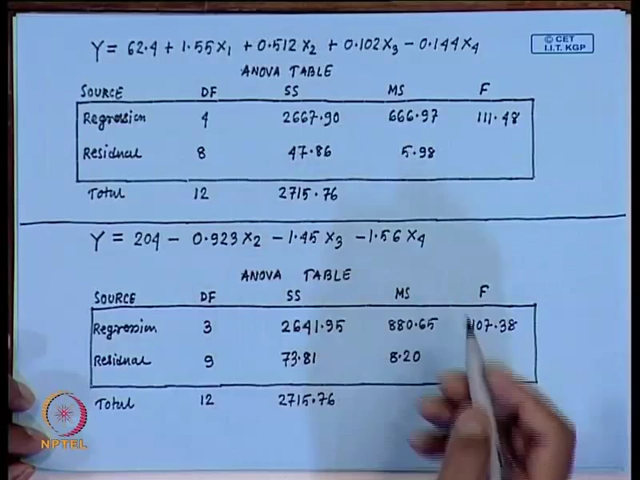 © CET
I.I.T. KGP
Y = 62.4 + 1.55X1 + 0.512X2 + 0.102X3 - 0.144X4
ANOVA TABLE
SOURCE DF SS MS F
Regression 4 2667.90 666.97 111.48
Residual 8 47.86 5.98
Total 12 2715.76
Y = 204 - 0.923X2 - 1.45X3 - 1.56X4
ANOVA TABLE
SOURCE DF SS MS F
Regression 3 2641.95 880.65 107.38
Residual 9 73.81 8.20
Total 12 2715.76
NPTEL